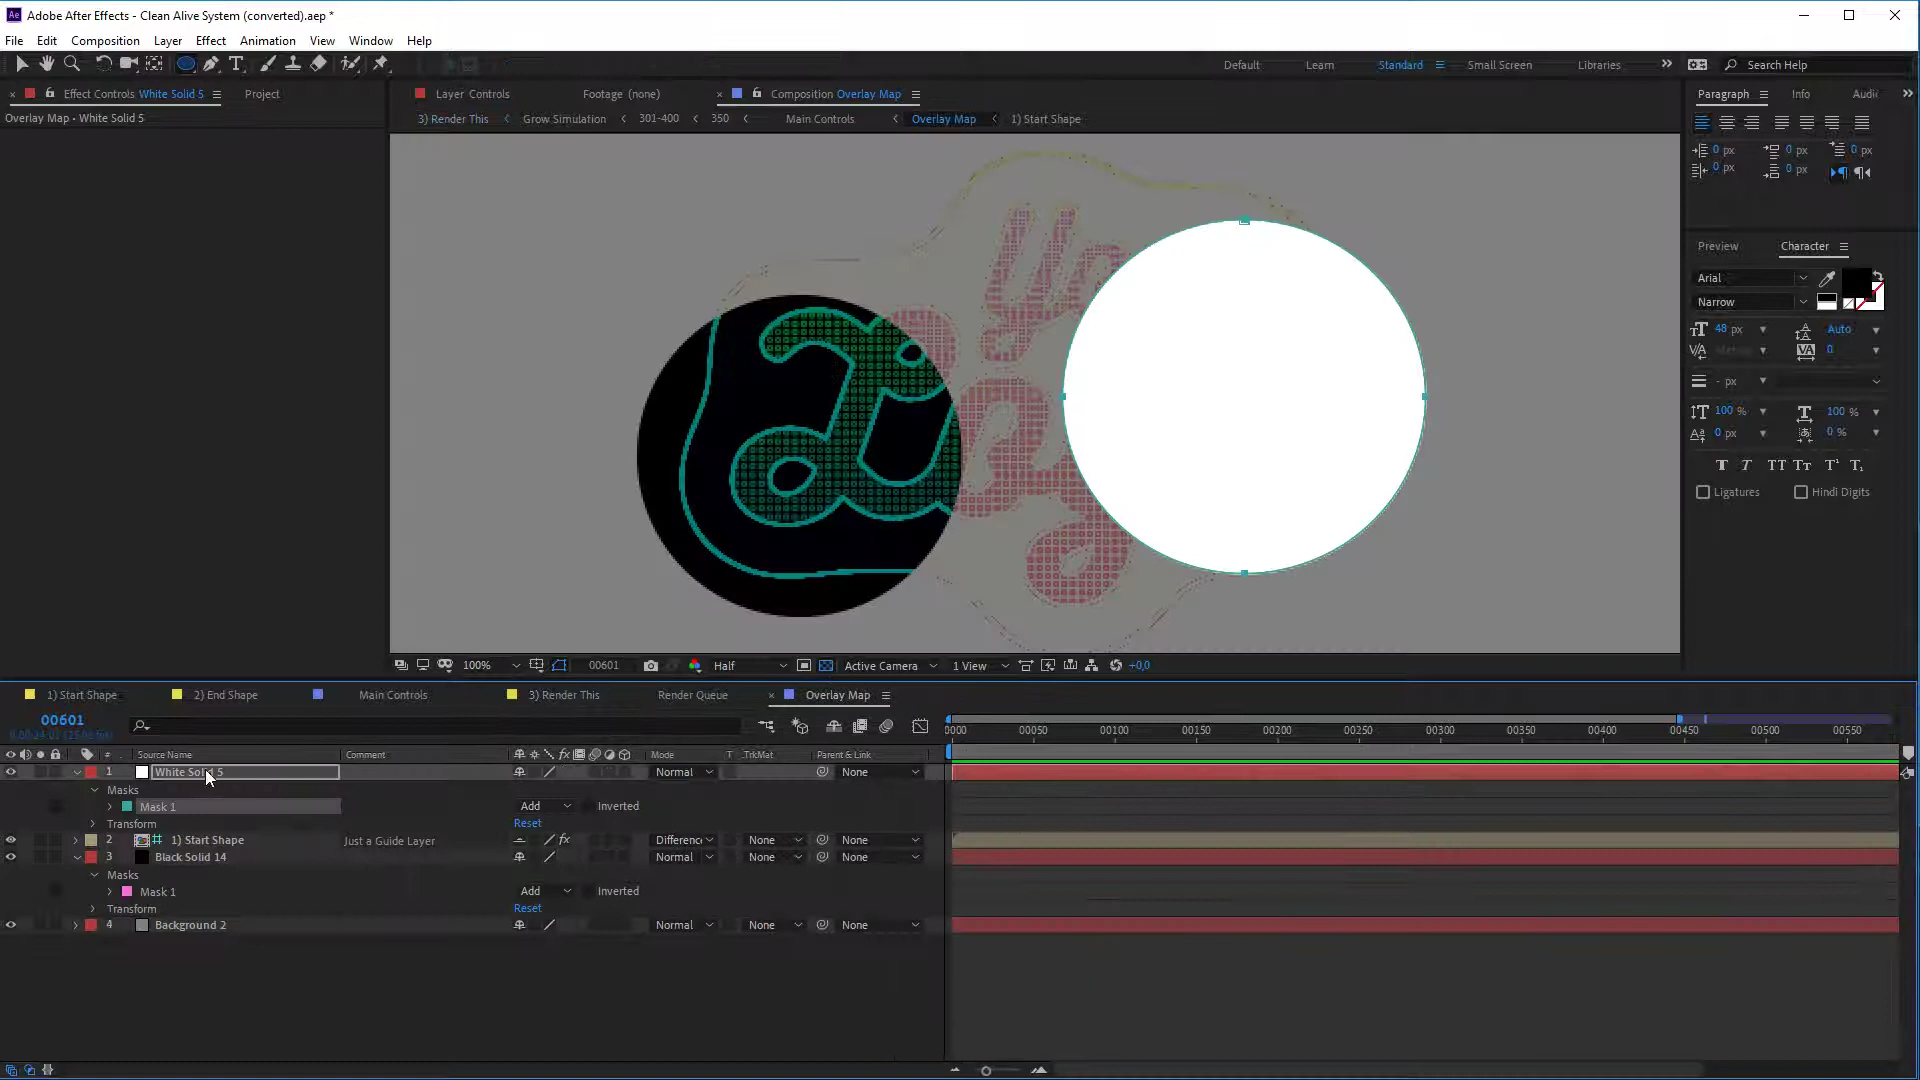 Adobe After Effects - Clean Alive System (converted).aep *
File Edit Composition Layer Effect Animation View Window Help
Default Learn Standard Small Screen Libraries Search Help
Effect Controls White Solid 5 Project
Overlay Map - White Solid 5
Layer Controls Footage (none) Composition Overlay Map
3) Render This Grow Simulation 301-400 350 Main Controls Overlay Map 1) Start Shape
Paragraph Info Audi
0 px 0 px 0 px
0 px 0 px
Preview Character
Arial
Narrow
48 px Auto
0
- px
100 % 100 %
0 px 0 %
Ligatures Hindi Digits
100% 00601 Half Active Camera 1 View +0,0
1) Start Shape 2) End Shape Main Controls 3) Render This Render Queue Overlay Map
00601
0000 00050 00100 00150 00200 00250 00300 00350 00400 00450 00500 00550
# Source Name Comment fx Mode T .TrkMat Parent & Link
1 White Solid 5 Normal None
Masks
Mask 1 Add Inverted
Transform Reset
2 1) Start Shape Just a Guide Layer fx Differenc None None
3 Black Solid 14 Normal None None
Masks
Mask 1 Add Inverted
Transform Reset
4 Background 2 Normal None None